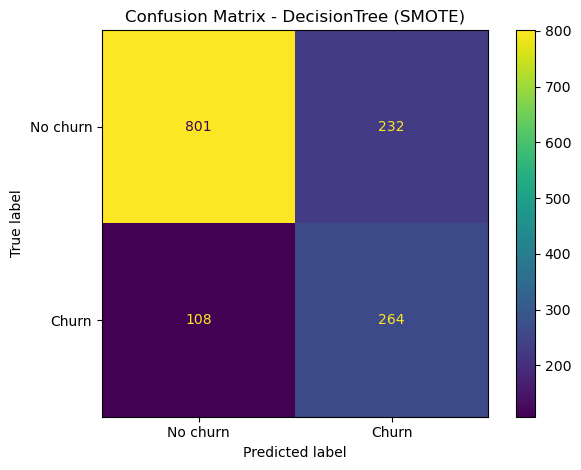 Confusion Matrix - DecisionTree (SMOTE)
True label
No churn
Churn
801
232
108
264
No churn
Churn
Predicted label
800
700
600
500
400
300
200